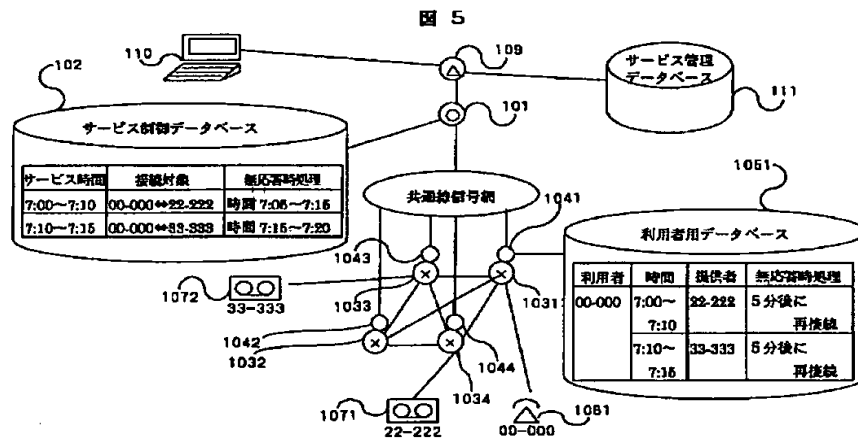 図 5
110
109
サービス管理
データベース
111
102
101
サービス制御データベース
サービス時間 接続対象 無応答時処理
7:00〜7:10 00-000⇔22-222 時間 7:05〜7:15
7:10〜7:15 00-000⇔33-333 時間 7:15〜7:20
共通線信号網
1051
1041
1043
利用者用データベース
利用者 時間 提供者 無応答時処理
00-000 7:00〜 22-222 5分後に
7:10 再接続
7:10〜 33-333 5分後に
7:15 再接続
1072
33-333
1033
1031
1042
1032
1044
1034
1071
22-222
1061
00-000